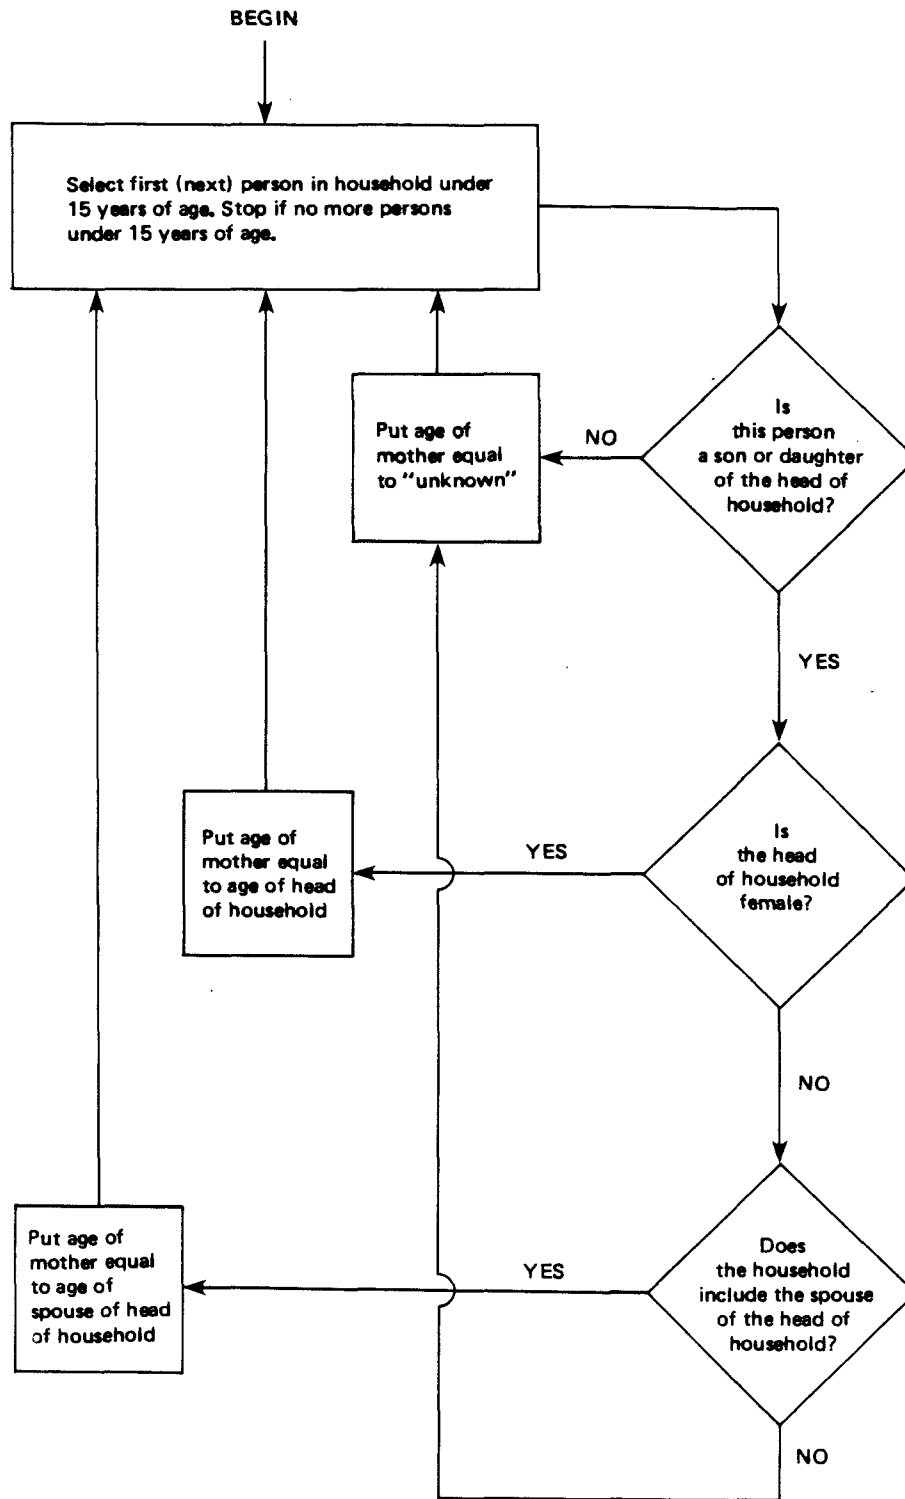 BEGIN
Select first (next) person in household under
15 years of age. Stop if no more persons
under 15 years of age.
Is
this person
a son or daughter
of the head of
household?
NO
Put age of
mother equal
to "unknown"
YES
Is
the head
of household
female?
YES
Put age of
mother equal
to age of head
of household
NO
Does
the household
include the spouse
of the head of
household?
YES
Put age of
mother equal
to age of
spouse of head
of household
NO